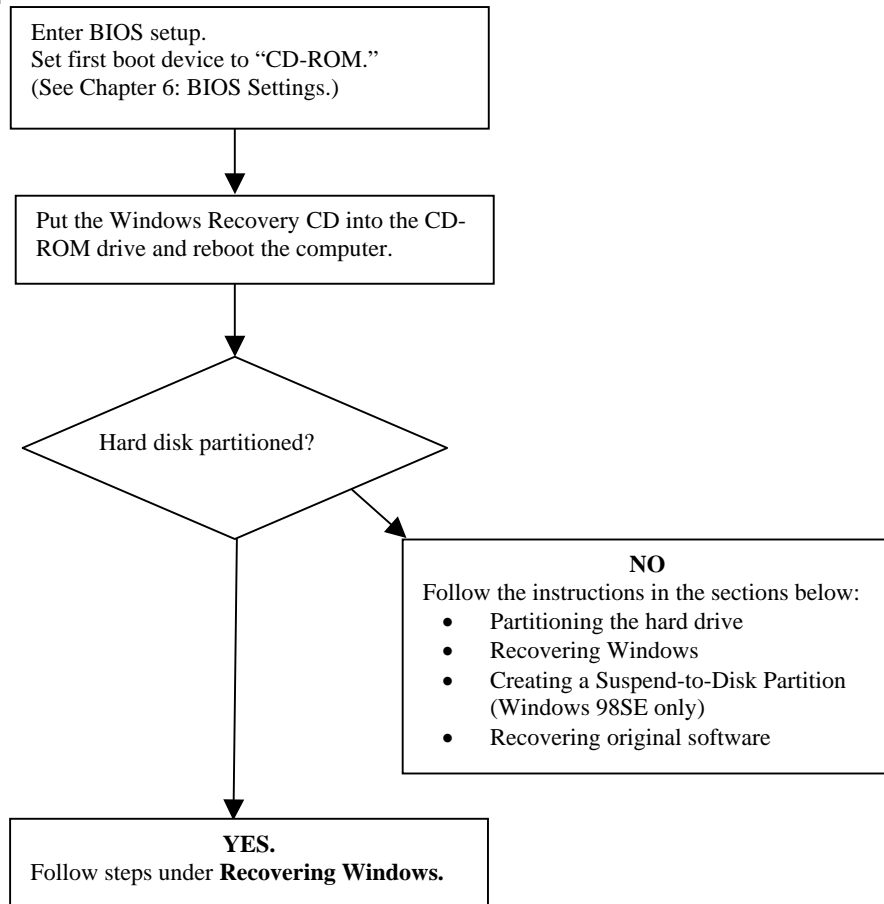 Enter BIOS setup.
Set first boot device to “CD-ROM.”
(See Chapter 6: BIOS Settings.)
Put the Windows Recovery CD into the CD-
ROM drive and reboot the computer.
Hard disk partitioned?
NO
Follow the instructions in the sections below:
• Partitioning the hard drive
• Recovering Windows
• Creating a Suspend-to-Disk Partition
(Windows 98SE only)
• Recovering original software
YES.
Follow steps under Recovering Windows.